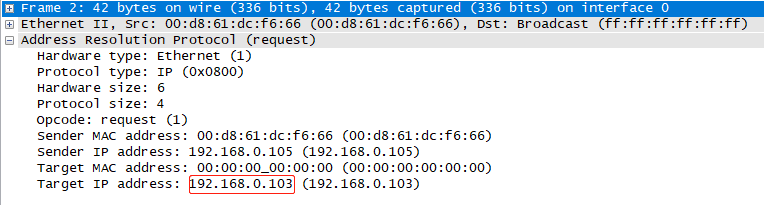 Frame 2: 42 bytes on wire (336 bits), 42 bytes captured (336 bits) on interface 0
Ethernet II, Src: 00:d8:61:dc:f6:66 (00:d8:61:dc:f6:66), Dst: Broadcast (ff:ff:ff:ff:ff:ff)
Address Resolution Protocol (request)
Hardware type: Ethernet (1)
Protocol type: IP (0x0800)
Hardware size: 6
Protocol size: 4
Opcode: request (1)
Sender MAC address: 00:d8:61:dc:f6:66 (00:d8:61:dc:f6:66)
Sender IP address: 192.168.0.105 (192.168.0.105)
Target MAC address: 00:00:00_00:00:00 (00:00:00:00:00:00)
Target IP address: 192.168.0.103 (192.168.0.103)